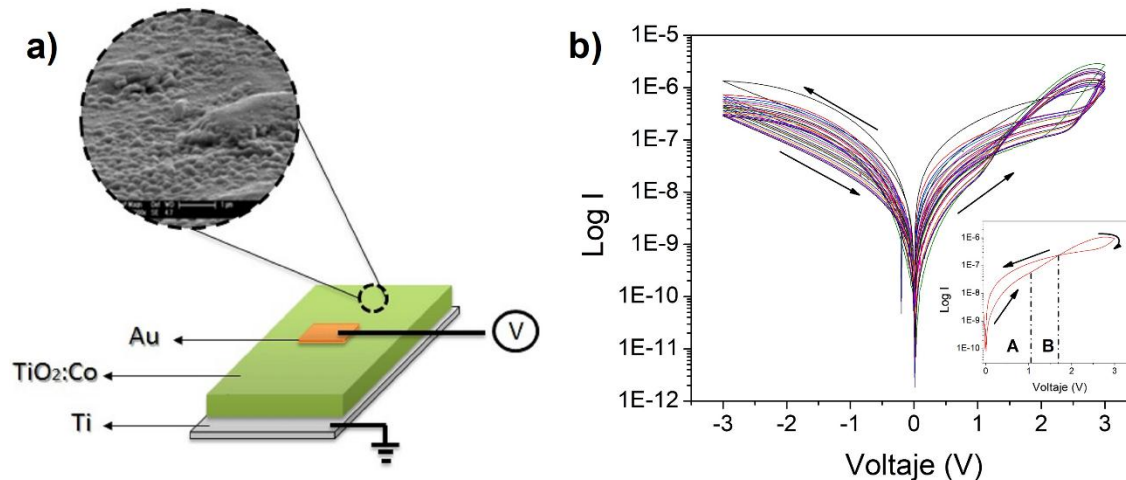 a)
Au
TiO₂:Co
Ti
V
b)
Log I
1E-5
1E-6
1E-7
1E-8
1E-9
1E-10
1E-11
1E-12
-3
-2
-1
0
1
2
3
Voltaje (V)
Log I
1E-6
1E-7
1E-8
1E-9
1E-10
A
B
0
1
2
3
Voltaje (V)